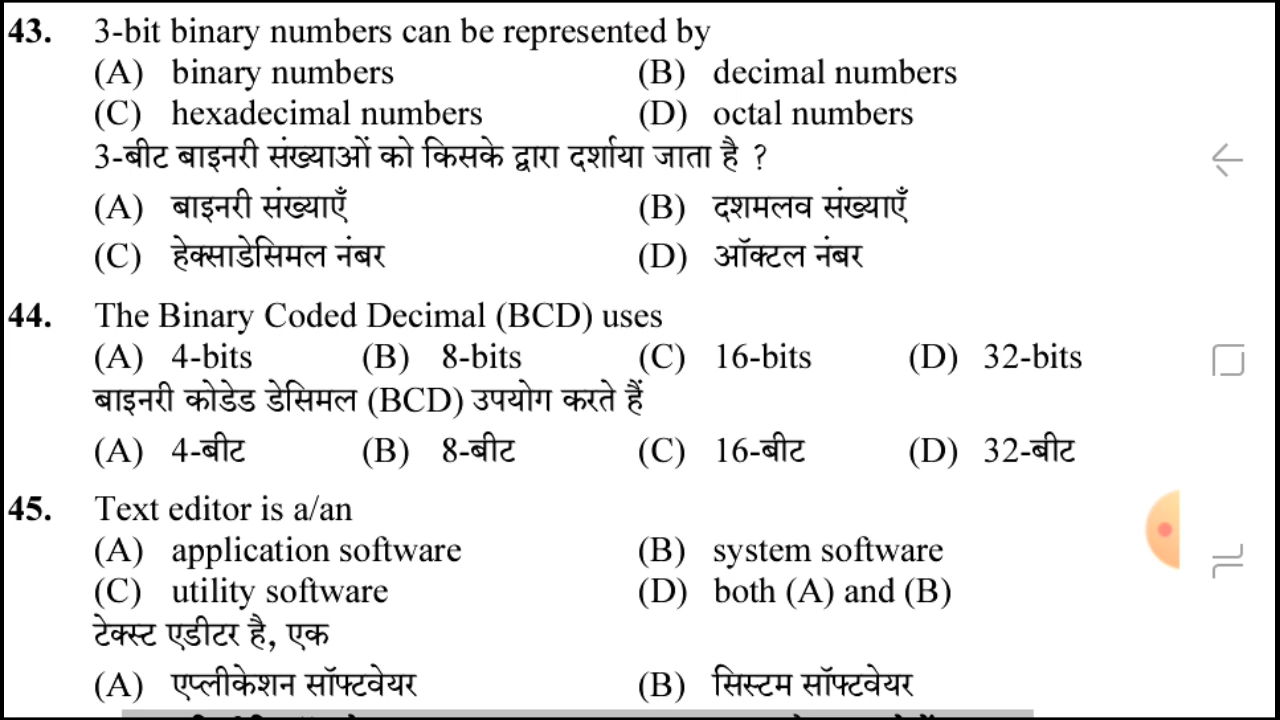 43. 3-bit binary numbers can be represented by
(A) binary numbers (B) decimal numbers
(C) hexadecimal numbers (D) octal numbers
3-बीट बाइनरी संख्याओं को किसके द्वारा दर्शाया जाता है ?
(A) बाइनरी संख्याएँ (B) दशमलव संख्याएँ
(C) हेक्साडेसिमल नंबर (D) ऑक्टल नंबर
44. The Binary Coded Decimal (BCD) uses
(A) 4-bits (B) 8-bits (C) 16-bits (D) 32-bits
बाइनरी कोडेड डेसिमल (BCD) उपयोग करते हैं
(A) 4-बीट (B) 8-बीट (C) 16-बीट (D) 32-बीट
45. Text editor is a/an
(A) application software (B) system software
(C) utility software (D) both (A) and (B)
टेक्स्ट एडीटर है, एक
(A) एप्लीकेशन सॉफ्टवेयर (B) सिस्टम सॉफ्टवेयर